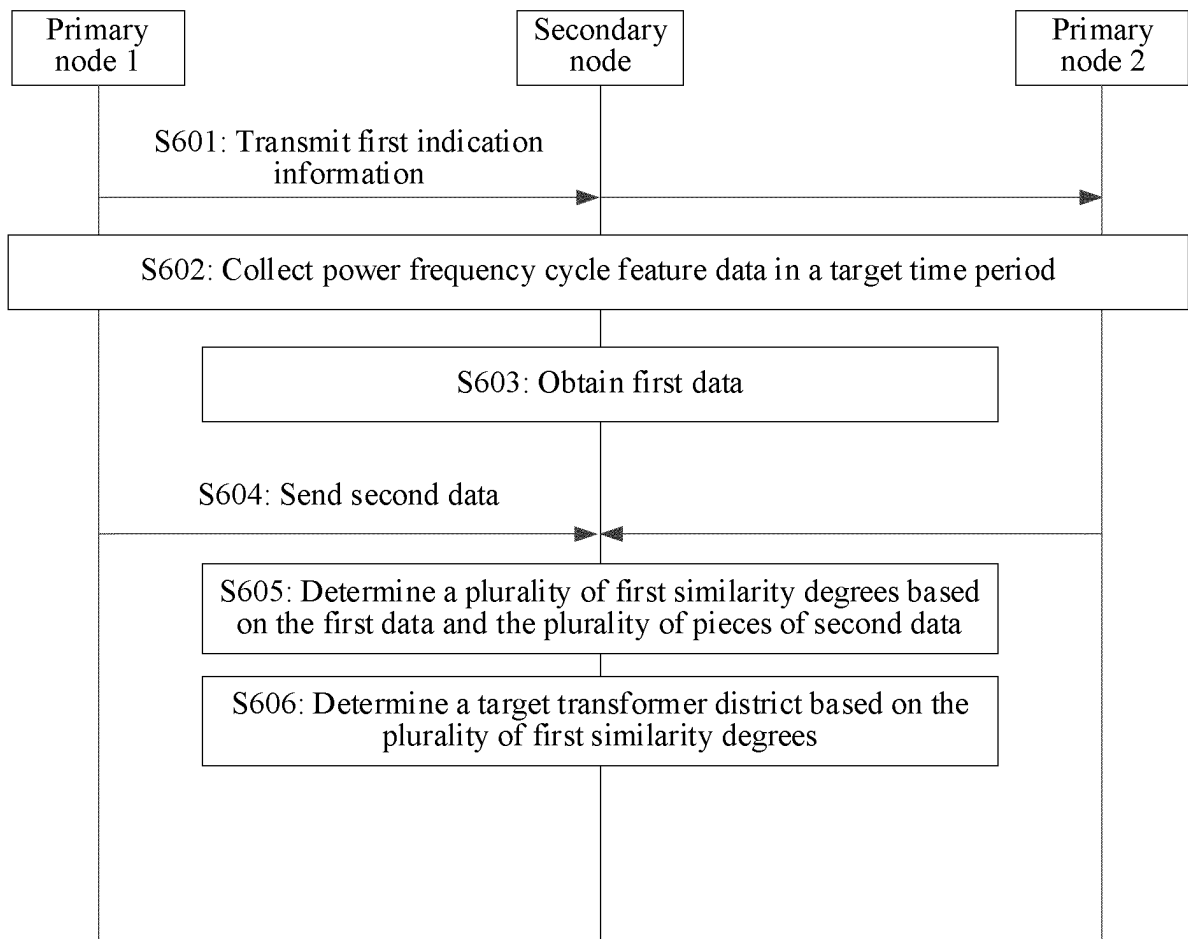 Primary
node 1
Secondary
node
Primary
node 2
S601: Transmit first indication
information
S602: Collect power frequency cycle feature data in a target time period
S603: Obtain first data
S604: Send second data
S605: Determine a plurality of first similarity degrees based
on the first data and the plurality of pieces of second data
S606: Determine a target transformer district based on the
plurality of first similarity degrees